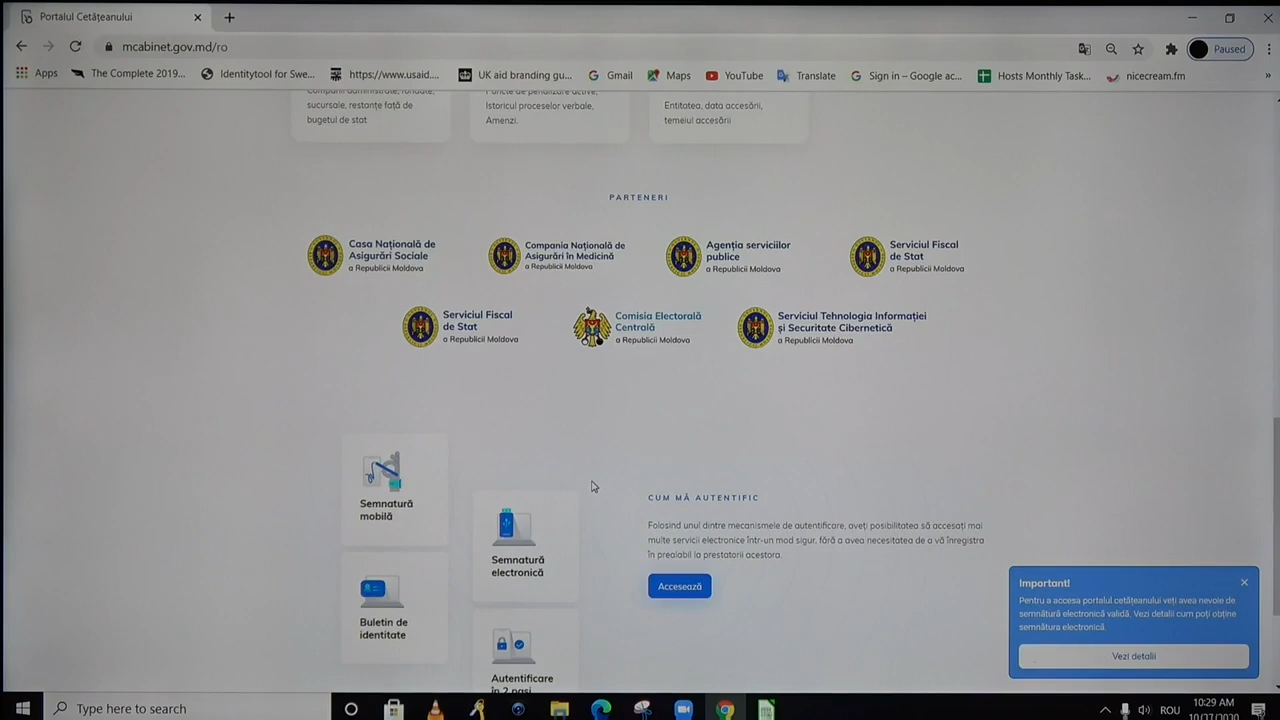 Portalul Cetățeanului
mcabinet.gov.md/ro
Paused
Apps
The Complete 2019...
Identitytool for Swe...
https://www.usaid....
UK aid branding gu...
Gmail
Maps
YouTube
Translate
Sign in – Google ac...
Hosts Monthly Task...
nicecream.fm
»
sucursale, restanțe față de
bugetul de stat
Puncte de penalizare active,
Istoricul proceselor verbale,
Amenzi.
Entitatea, data accesării,
temeiul accesării
PARTENERI
Casa Națională de
Asigurări Sociale
a Republicii Moldova
Compania Națională de
Asigurări în Medicină
a Republicii Moldova
Agenția serviciilor
publice
a Republicii Moldova
Serviciul Fiscal
de Stat
a Republicii Moldova
Serviciul Fiscal
de Stat
a Republicii Moldova
Comisia Electorală
Centrală
a Republicii Moldova
Serviciul Tehnologia Informației
și Securitate Cibernetică
a Republicii Moldova
Semnatură
mobilă
Semnatură
electronică
Buletin de
identitate
Autentificare
în 2 pași
CUM MĂ AUTENTIFIC
Folosind unul dintre mecanismele de autentificare, aveți posibilitatea să accesați mai
multe servicii electronice într-un mod sigur, fără a avea necesitatea de a vă înregistra
în prealabil la prestatorii acestora.
Accesează
Important!
Pentru a accesa portalul cetățeanului veți avea nevoie de
semnătură electronică validă. Vezi detalii cum poți obține
semnătura electronică.
Vezi detalii
Type here to search
ROU
10:29 AM
10/27/2020